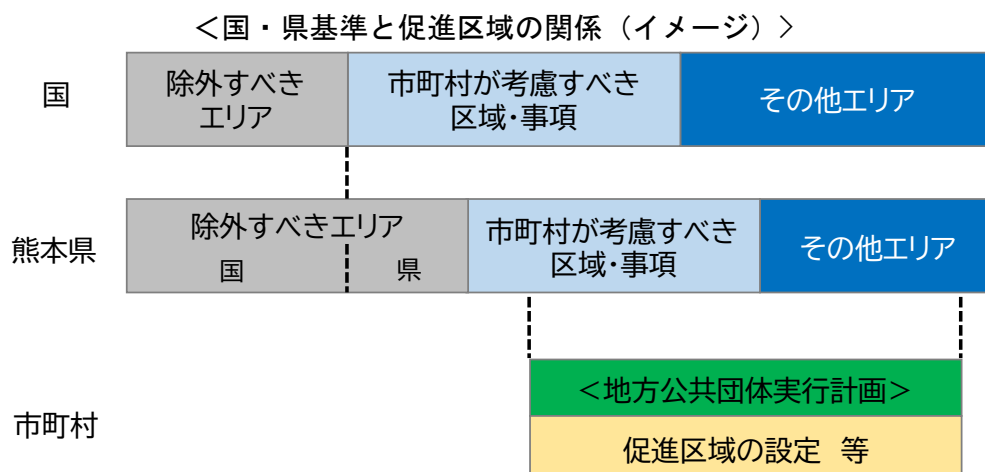 <国・県基準と促進区域の関係（イメージ）>
国
除外すべき
エリア
市町村が考慮すべき
区域・事項
その他エリア
熊本県
除外すべきエリア
国
県
市町村が考慮すべき
区域・事項
その他エリア
市町村
<地方公共団体実行計画>
促進区域の設定 等